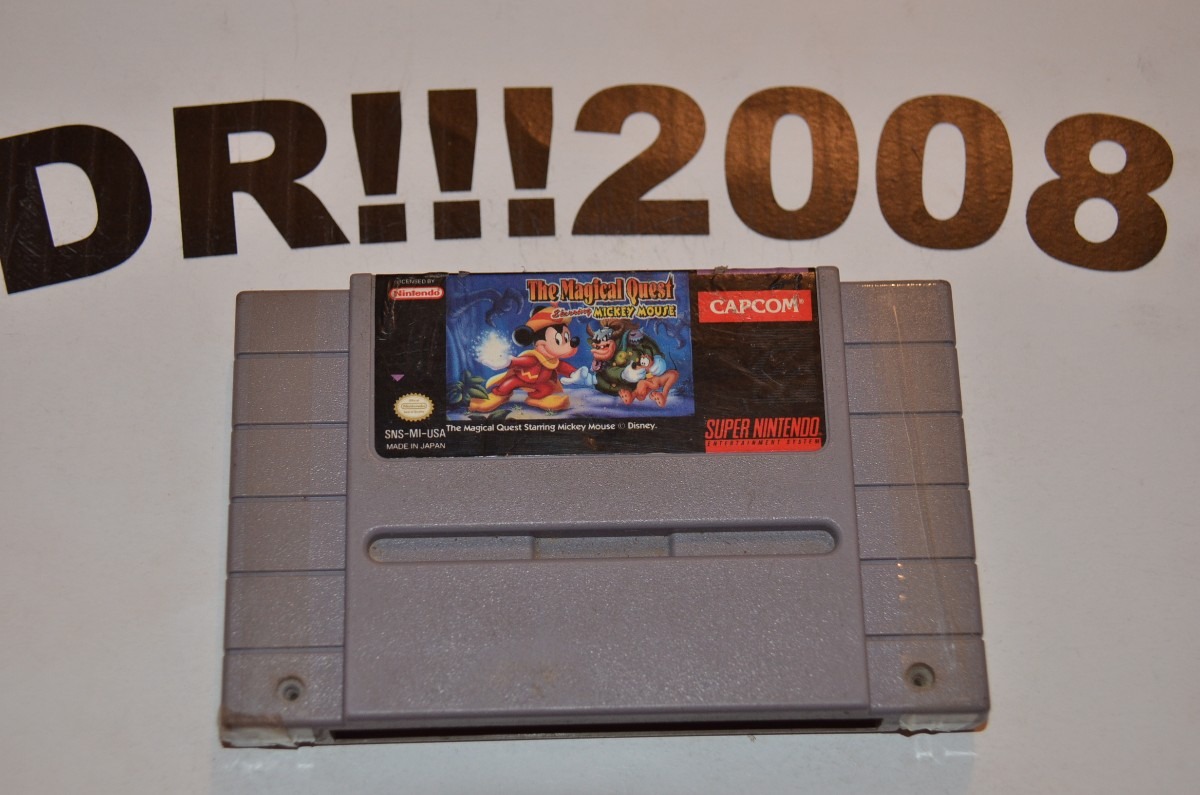 DR!!!2008
LICENSED BY
Nintendo
The Magical Quest
Starring MICKEY MOUSE
CAPCOM
SNS-MI-USA
MADE IN JAPAN
The Magical Quest Starring Mickey Mouse © Disney.
SUPER NINTENDO
ENTERTAINMENT SYSTEM